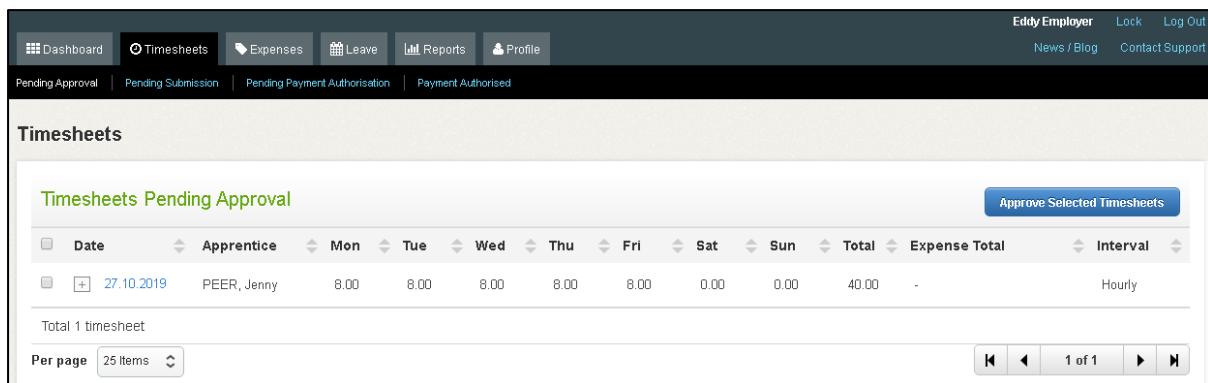 Eddy Employer Lock Log Out
Dashboard Timesheets Expenses Leave Reports Profile News / Blog Contact Support
Pending Approval Pending Submission Pending Payment Authorisation Payment Authorised
Timesheets
Timesheets Pending Approval Approve Selected Timesheets
Date Apprentice Mon Tue Wed Thu Fri Sat Sun Total Expense Total Interval
+ 27.10.2019 PEER, Jenny 8.00 8.00 8.00 8.00 8.00 0.00 0.00 40.00 - Hourly
Total 1 timesheet
Per page 25 Items 1 of 1